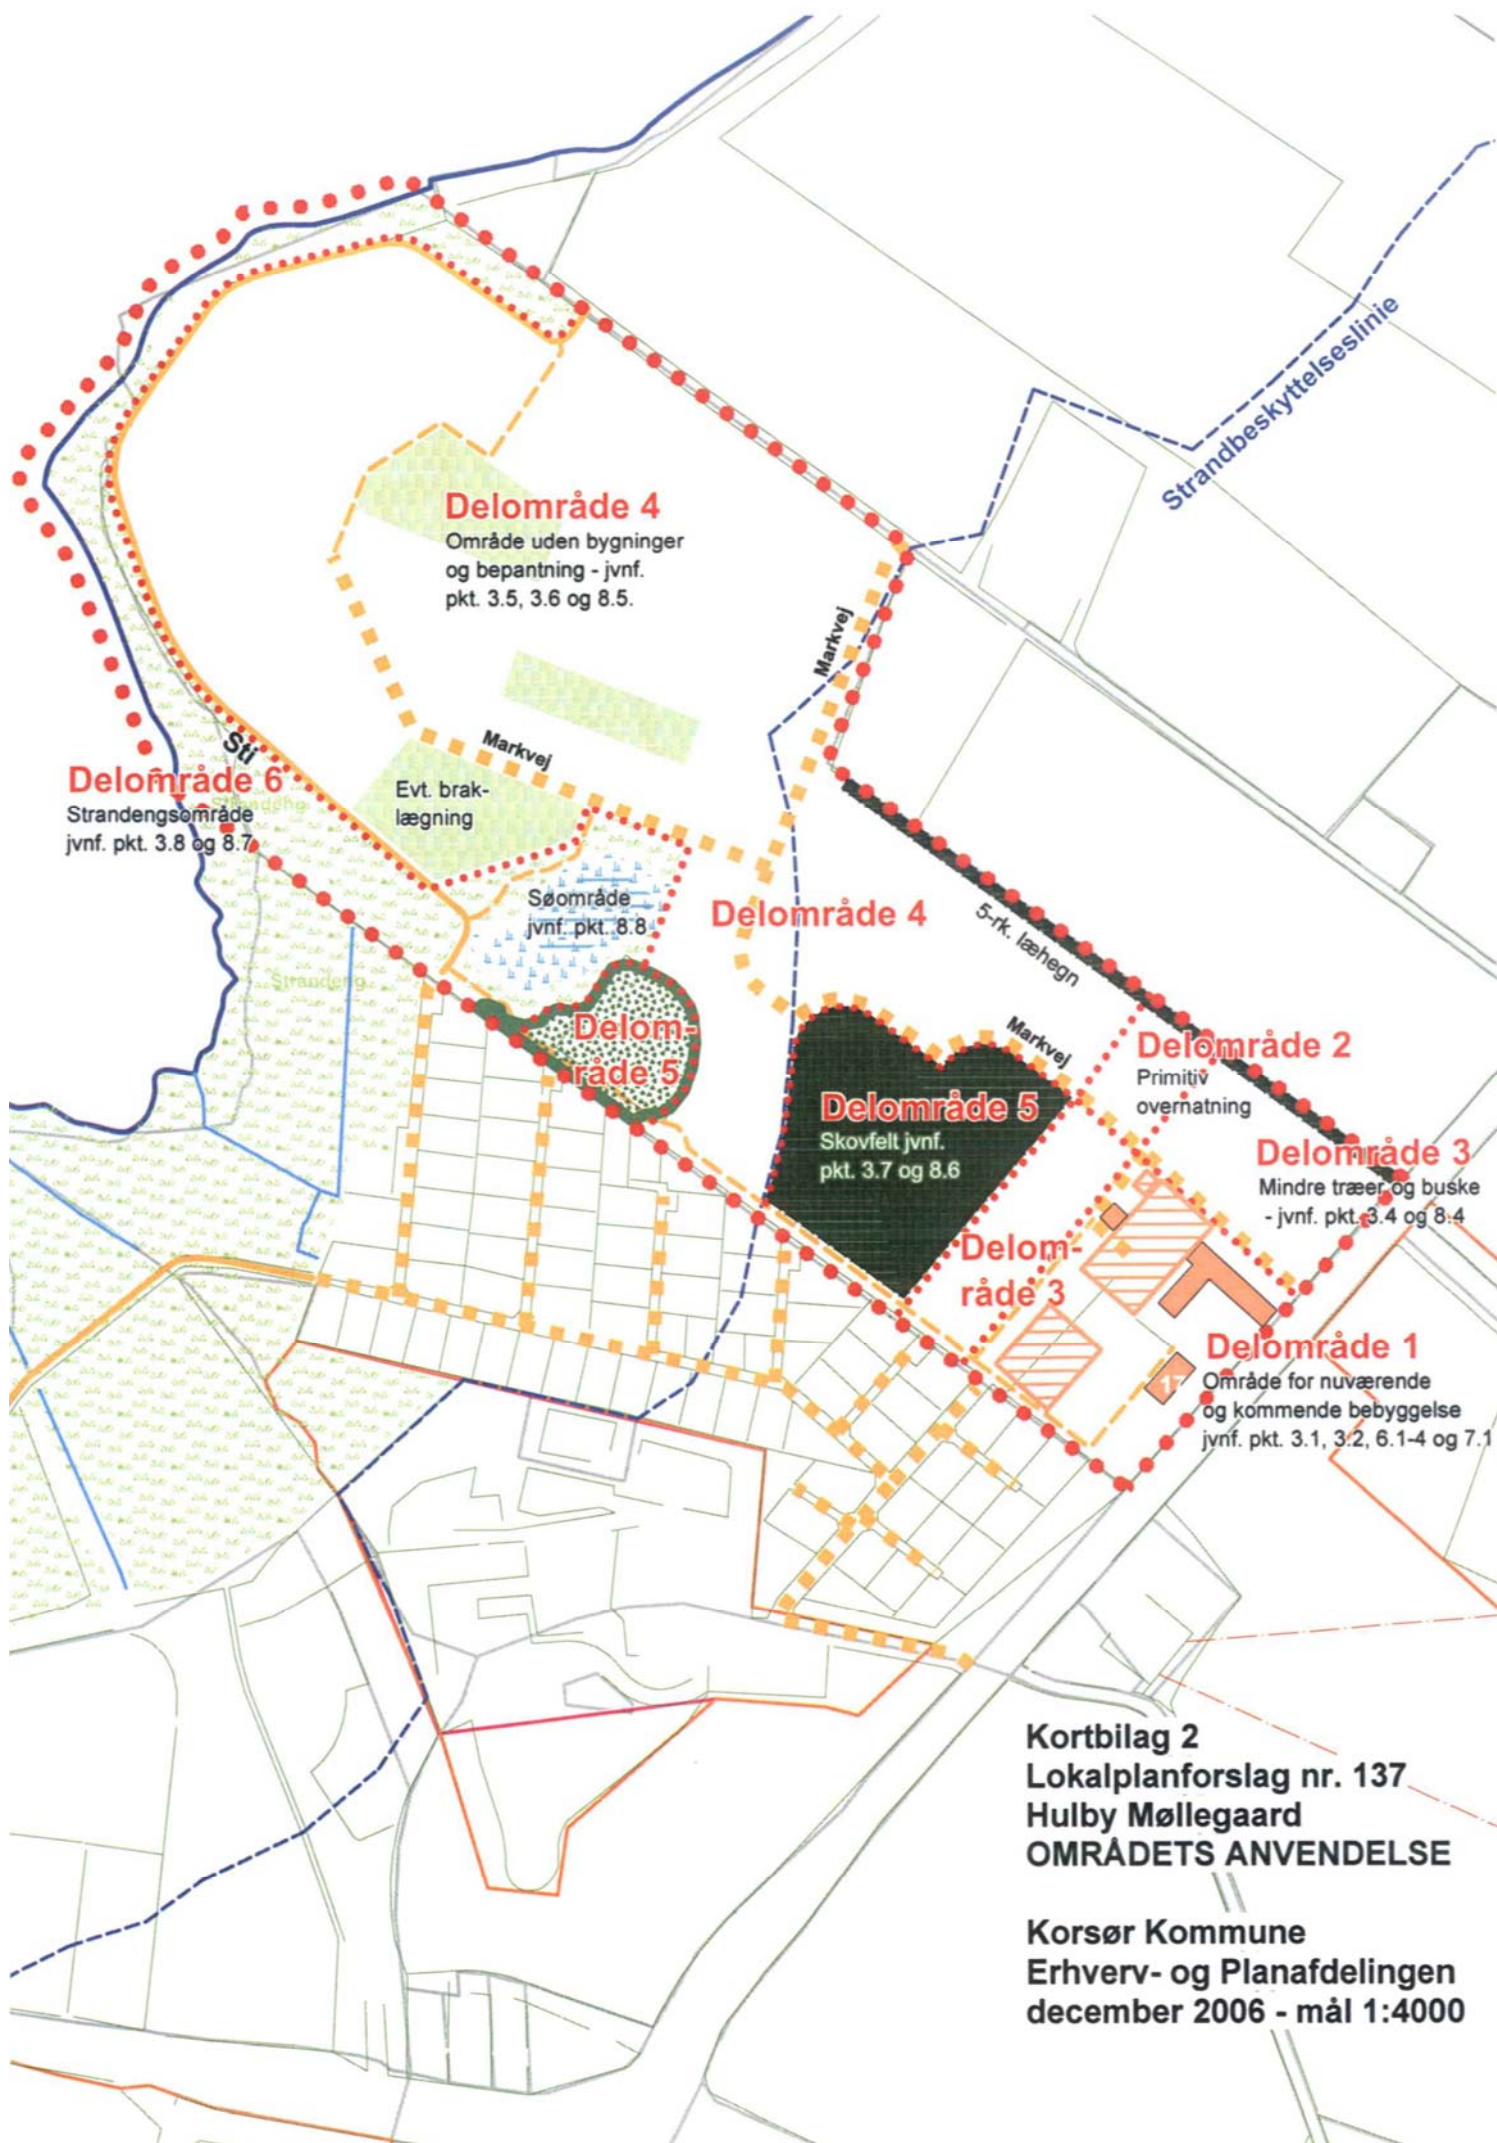 Strandbeskyttelseslinie
Delområde 4
Område uden bygninger
og bepantning - jvnf.
pkt. 3.5, 3.6 og 8.5.
Markvej
Markvej
Sti
Delområde 6
Strandengsområde
jvnf. pkt. 3.8 og 8.7
Strandeng
Evt. brak-
lægning
Søområde
jvnf. pkt. 8.8
Delområde 4
5-rk. læhegn
Strandeng
Delom-
råde 5
Markvej
Delområde 2
Primitiv
overnatning
Delområde 5
Skovfelt jvnf.
pkt. 3.7 og 8.6
Delområde 3
Mindre træer og buske
- jvnf. pkt. 3.4 og 8.4
Delom-
råde 3
Delområde 1
17
Område for nuværende
og kommende bebyggelse
jvnf. pkt. 3.1, 3.2, 6.1-4 og 7.1
Kortbilag 2
Lokalplanforslag nr. 137
Hulby Møllegaard
OMRÅDETS ANVENDELSE
Korsør Kommune
Erhverv- og Planafdelingen
december 2006 - mål 1:4000